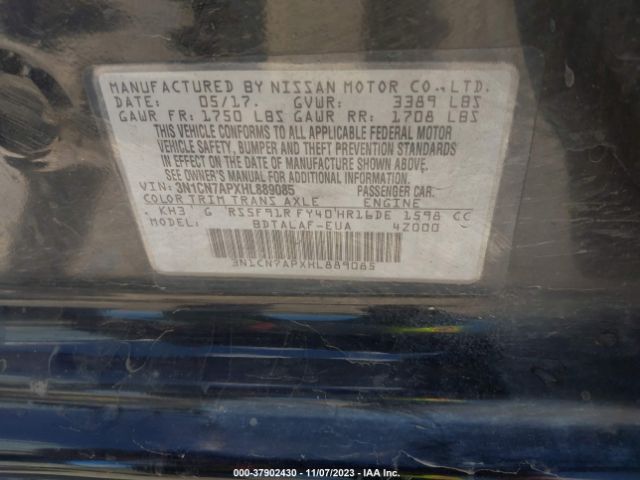 MANUFACTURED BY NISSAN MOTOR CO.,LTD.
DATE: 05/17. GVWR: 3389 LBS
GAWR FR: 1750 LBS GAWR RR: 1708 LBS
THIS VEHICLE CONFORMS TO ALL APPLICABLE FEDERAL MOTOR
VEHICLE SAFETY, BUMPER AND THEFT PREVENTION STANDARDS
IN EFFECT ON THE DATE OF MANUFACTURE SHOWN ABOVE.
SEE OWNER'S MANUAL FOR ADDITIONAL INFORMATION
VIN: 3N1CN7APXHL889085 PASSENGER CAR.
COLOR TRIM TRANS AXLE ENGINE
KH3 G RS5F91R FY40 HR16DE 1598 CC
MODEL BDTALAF-EUA 4Z000
3N1CN7APXHL889085
000-37902430 - 11/07/2023 - IAA Inc.